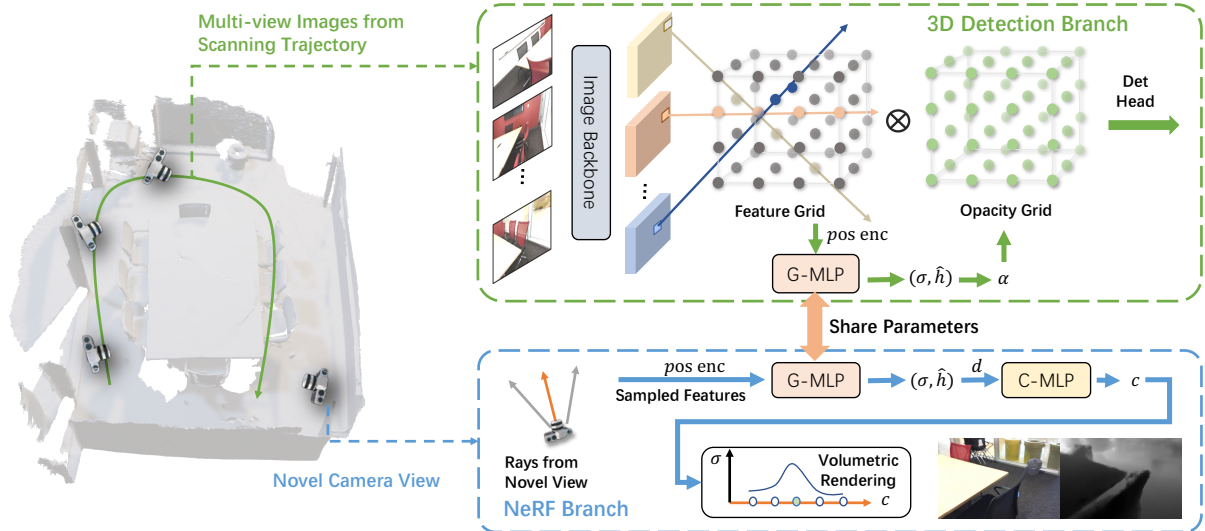 Multi-view Images from
Scanning Trajectory
3D Detection Branch
Image Backbone
...
...
Feature Grid
⊗
Opacity Grid
Det
Head
pos enc
G-MLP
(σ, ĥ)
α
Share Parameters
pos enc
Sampled Features
G-MLP
(σ, ĥ)
d
C-MLP
c
Rays from
Novel View
Novel Camera View
NeRF Branch
σ
Volumetric
Rendering
c